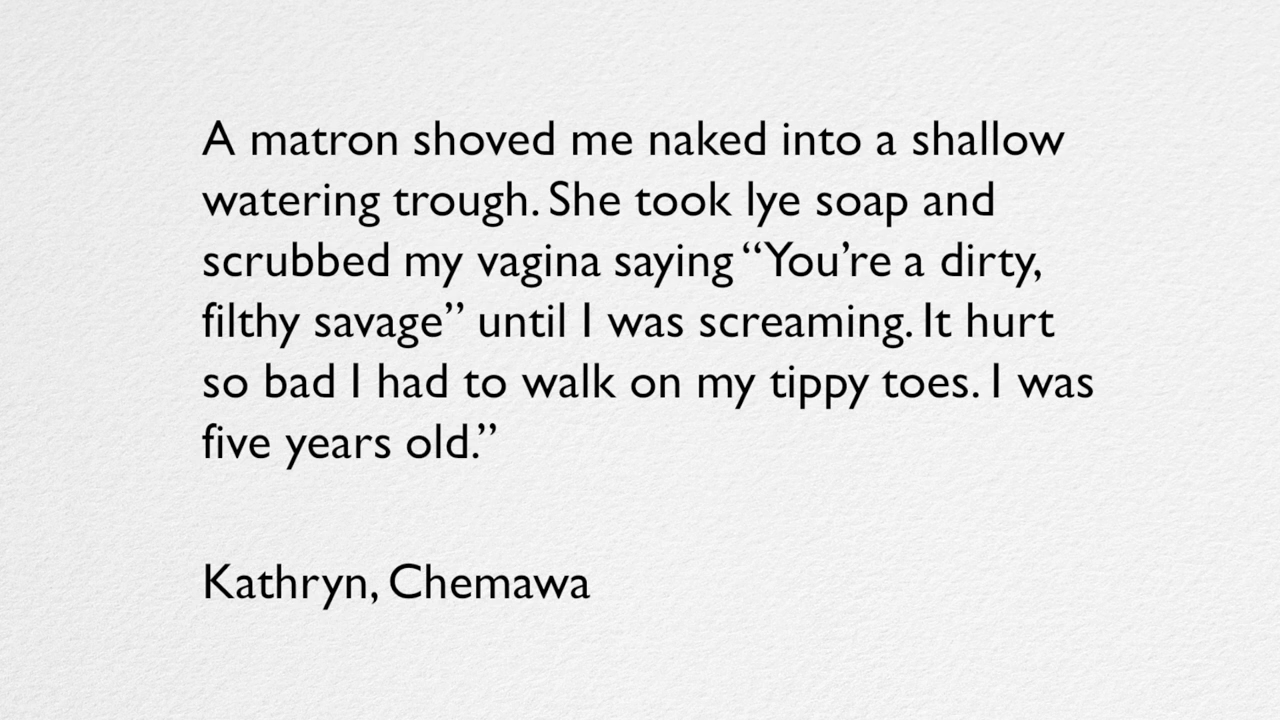 A matron shoved me naked into a shallow
watering trough. She took lye soap and
scrubbed my vagina saying “You’re a dirty,
filthy savage” until I was screaming. It hurt
so bad I had to walk on my tippy toes. I was
five years old.”
Kathryn, Chemawa